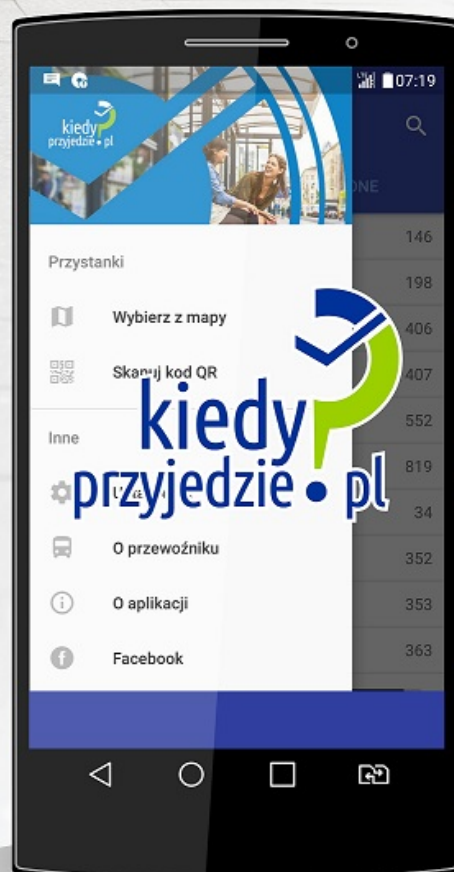 07:19
kiedy
przyjedzie.pl
ONE
Przystanki
146
198
Wybierz z mapy
406
Skanuj kod QR
407
kiedy
552
Inne
819
przyjedzie.pl
34
O przewoźniku
352
O aplikacji
353
Facebook
363